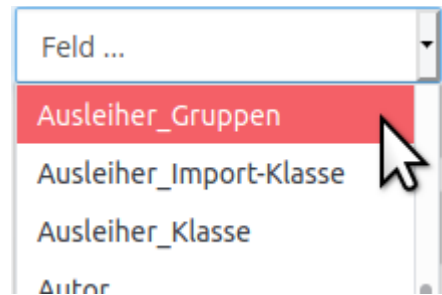 Feld ...
Ausleiher_Gruppen
Ausleiher_Import-Klasse
Ausleiher_Klasse
Autor